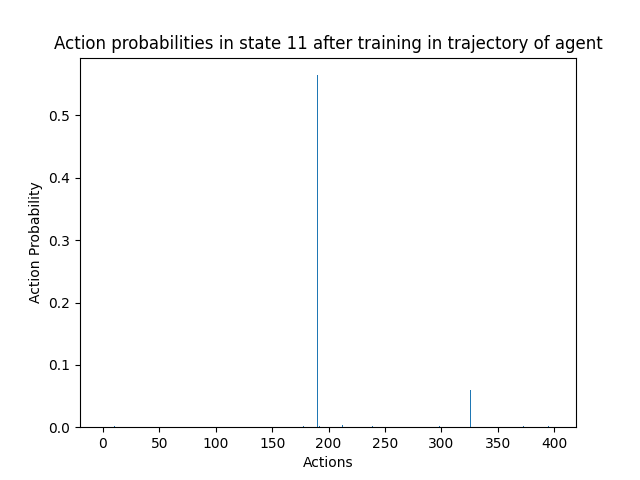 Action probabilities in state 11 after training in trajectory of agent
Action Probability
0.5
0.4
0.3
0.2
0.1
0.0
0 50 100 150 200 250 300 350 400
Actions